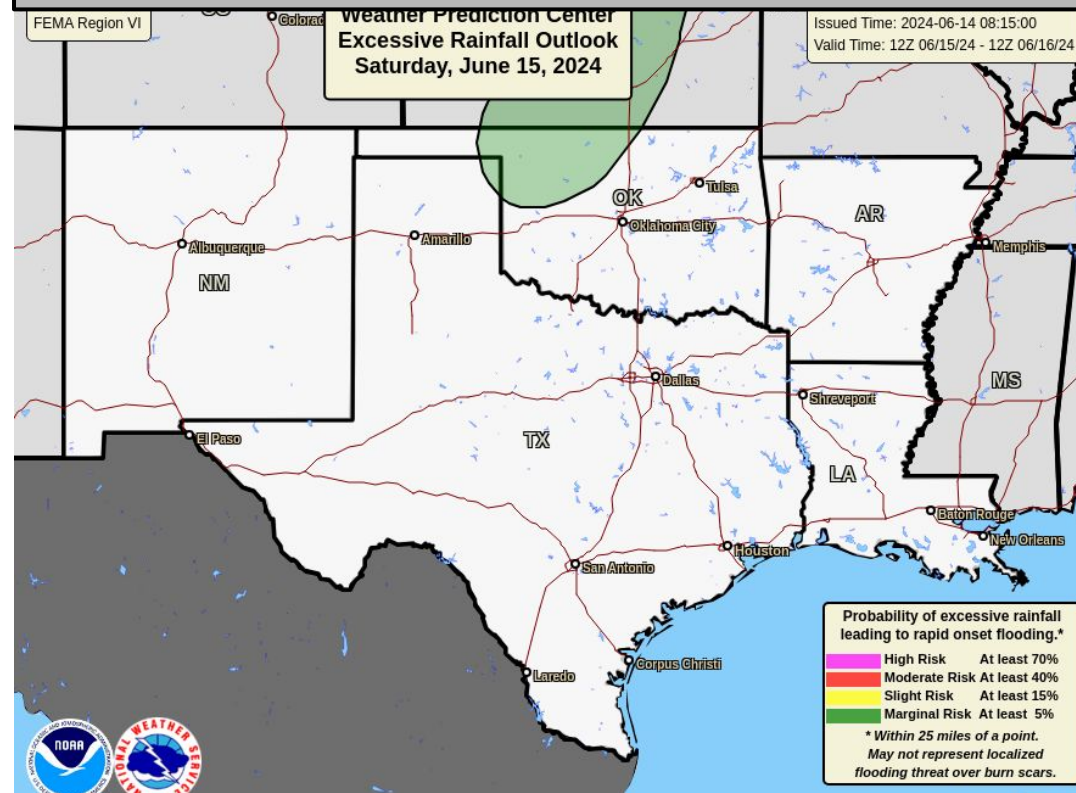 FEMA Region VI
Weather Prediction Center
Excessive Rainfall Outlook
Saturday, June 15, 2024
Issued Time: 2024-06-14 08:15:00
Valid Time: 12Z 06/15/24 - 12Z 06/16/24
Tulsa
OK
Oklahoma City
AR
Albuquerque
Amarillo
Memphis
NM
Dallas
MS
Shreveport
El Paso
TX
LA
Baton Rouge
New Orleans
Houston
San Antonio
Corpus Christi
Laredo
Probability of excessive rainfall
leading to rapid onset flooding.*
High Risk At least 70%
Moderate Risk At least 40%
Slight Risk At least 15%
Marginal Risk At least 5%
* Within 25 miles of a point.
May not represent localized
flooding threat over burn scars.
NOAA
NATIONAL WEATHER SERVICE